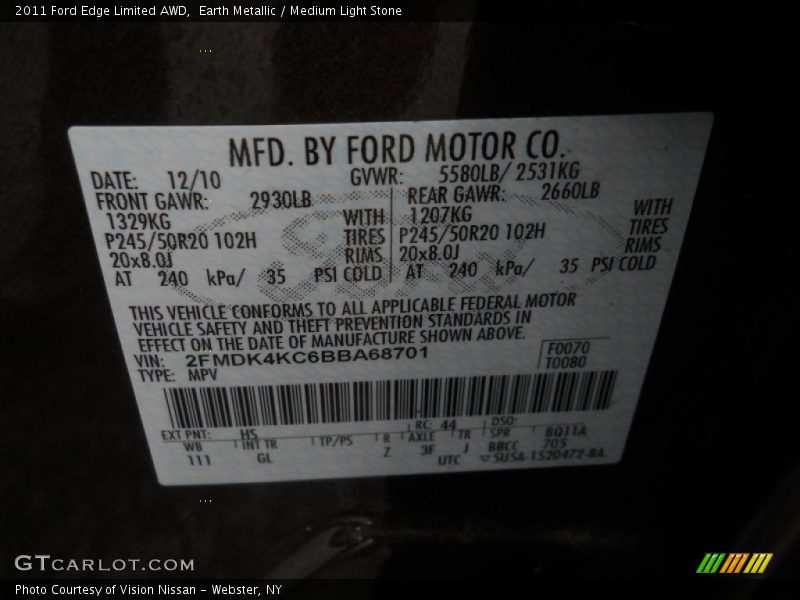 2011 Ford Edge Limited AWD, Earth Metallic / Medium Light Stone
MFD. BY FORD MOTOR CO.
DATE: 12/10 GVWR: 5580LB/ 2531KG
FRONT GAWR: 2930LB REAR GAWR: 2660LB
1329KG WITH 1207KG WITH
P245/50R20 102H TIRES P245/50R20 102H TIRES
20x8.0J RIMS 20x8.0J RIMS
AT 240 kPa/ 35 PSI COLD AT 240 kPa/ 35 PSI COLD
THIS VEHICLE CONFORMS TO ALL APPLICABLE FEDERAL MOTOR
VEHICLE SAFETY AND THEFT PREVENTION STANDARDS IN
EFFECT ON THE DATE OF MANUFACTURE SHOWN ABOVE.
VIN: 2FMDK4KC6BBA68701 F0070
TYPE: MPV T0080
EXT PNT: HS RC: 44 DSO:
WB INT TR TP/PS R AXLE TR SPR BQ11A
111 GL Z 3F J BBCC 705
UTC ▽5U5A-1520472-BA
GTCARLOT.COM
Photo Courtesy of Vision Nissan - Webster, NY